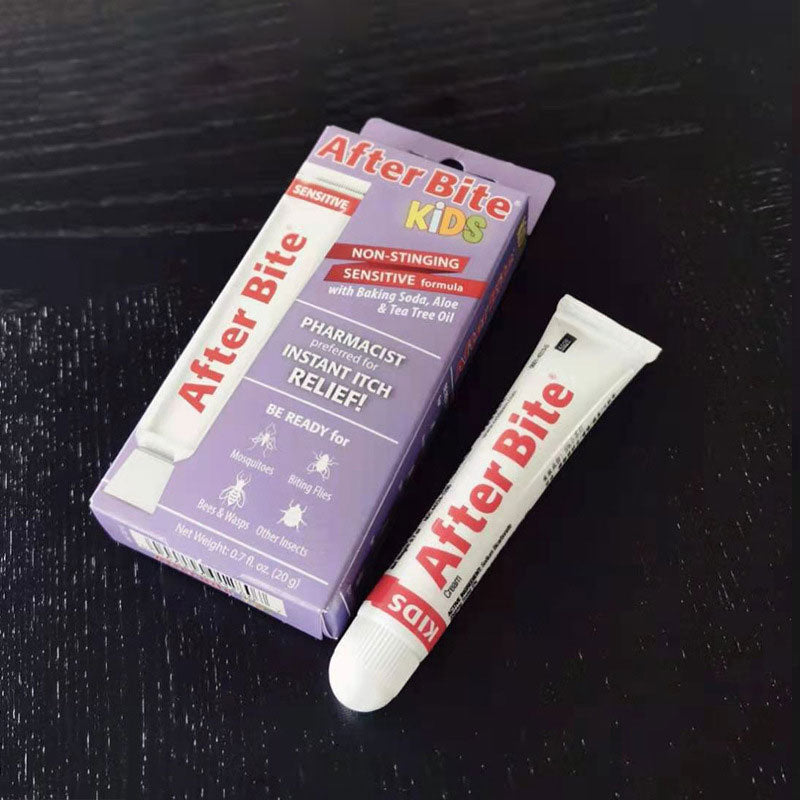 After Bite®
KiDS
SENSITIVE
After Bite®
NON-STINGING
SENSITIVE formula
with Baking Soda, Aloe
& Tea Tree Oil
PHARMACIST
preferred for
INSTANT ITCH
RELIEF!
BE READY for
Mosquitoes
Biting Flies
Bees & Wasps
Other Insects
Net Weight: 0.7 fl. oz. (20 g)
After Bite®
Cream
KIDS